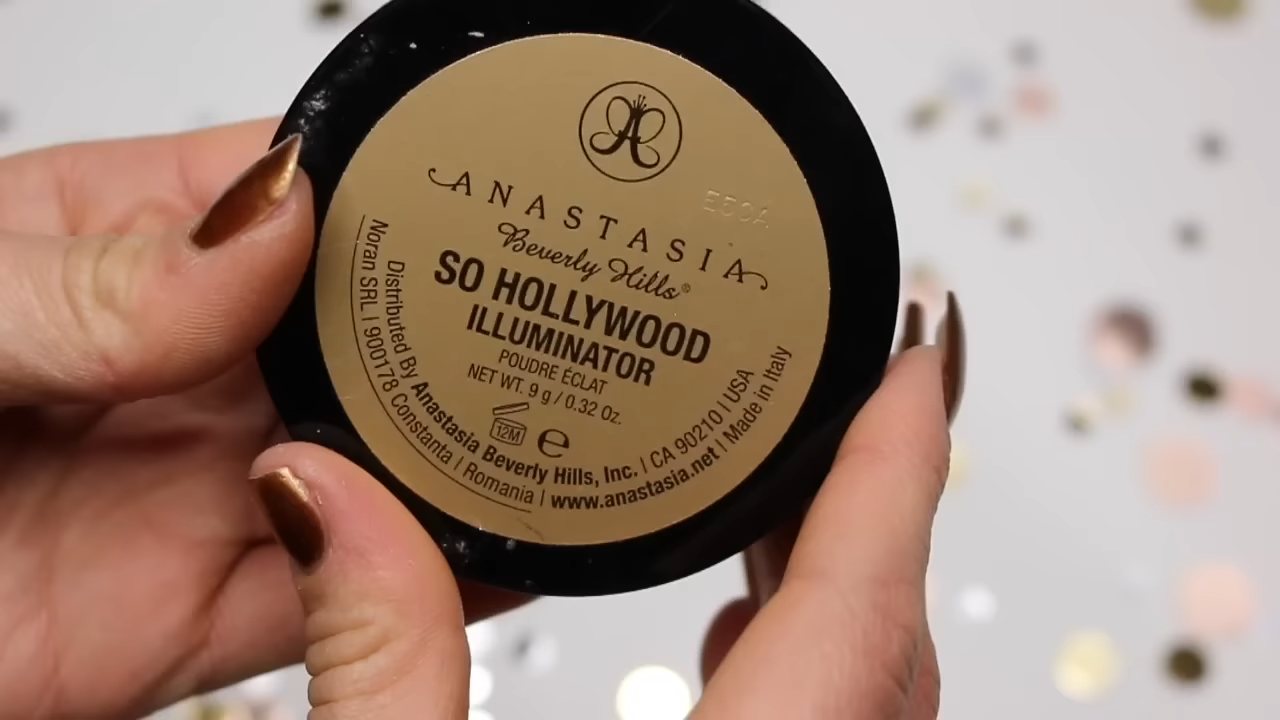 A
ANASTASIA
Beverly Hills®
SO HOLLYWOOD
ILLUMINATOR
POUDRE ÉCLAT
NET WT. 9 g / 0.32 Oz.
12M e
Distributed By Anastasia Beverly Hills, Inc. | CA 90210 | USA
Noran SRL | 900178 Constanta | Romania | www.anastasia.net | Made in Italy